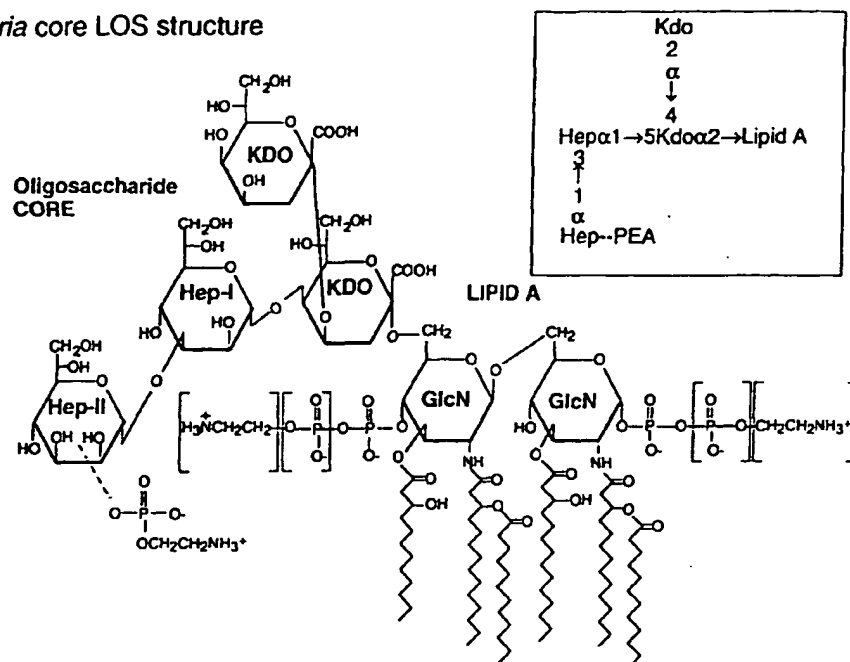 ria core LOS structure
Kdo
2
α
↓
4
Hepα1→5Kdoα2→Lipid A
3
↑
1
α
Hep--PEA
CH₂OH
HO
HO
O
COOH
KDO
OH
HO
Oligosaccharide
CORE
CH₂OH
OH
HO
CH₂OH
O
O
COOH
Hep-I
KDO
LIPID A
HO
HO
O
O
O
CH₂
CH₂
CH₂OH
OH
O
O
O
O
O
Hep-II
GlcN
GlcN
OH
HO
HO
O
H₃NCH₂CH₂
+
O-P-O-P-O
O
O
O-
O-
HO
O-P-O-P-O-CH₂CH₂NH₃⁺
O
O
O-
O-
O
NH
O
NH
O
O
O
O
OH
O
O
OH
O
O
O
O-P-O-
O
OCH₂CH₂NH₃⁺